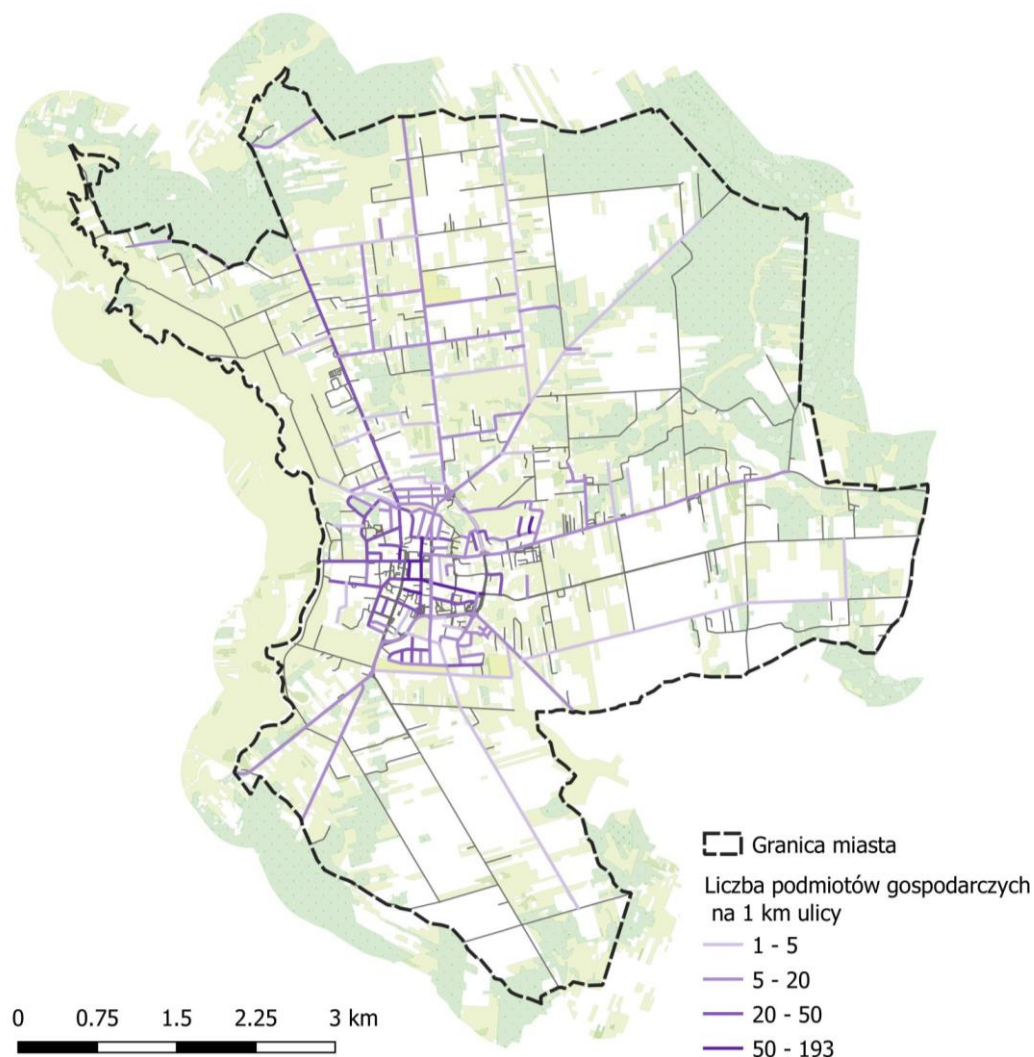 Granica miasta
Liczba podmiotów gospodarczych
na 1 km ulicy
1 - 5
5 - 20
20 - 50
50 - 193
0 0.75 1.5 2.25 3 km